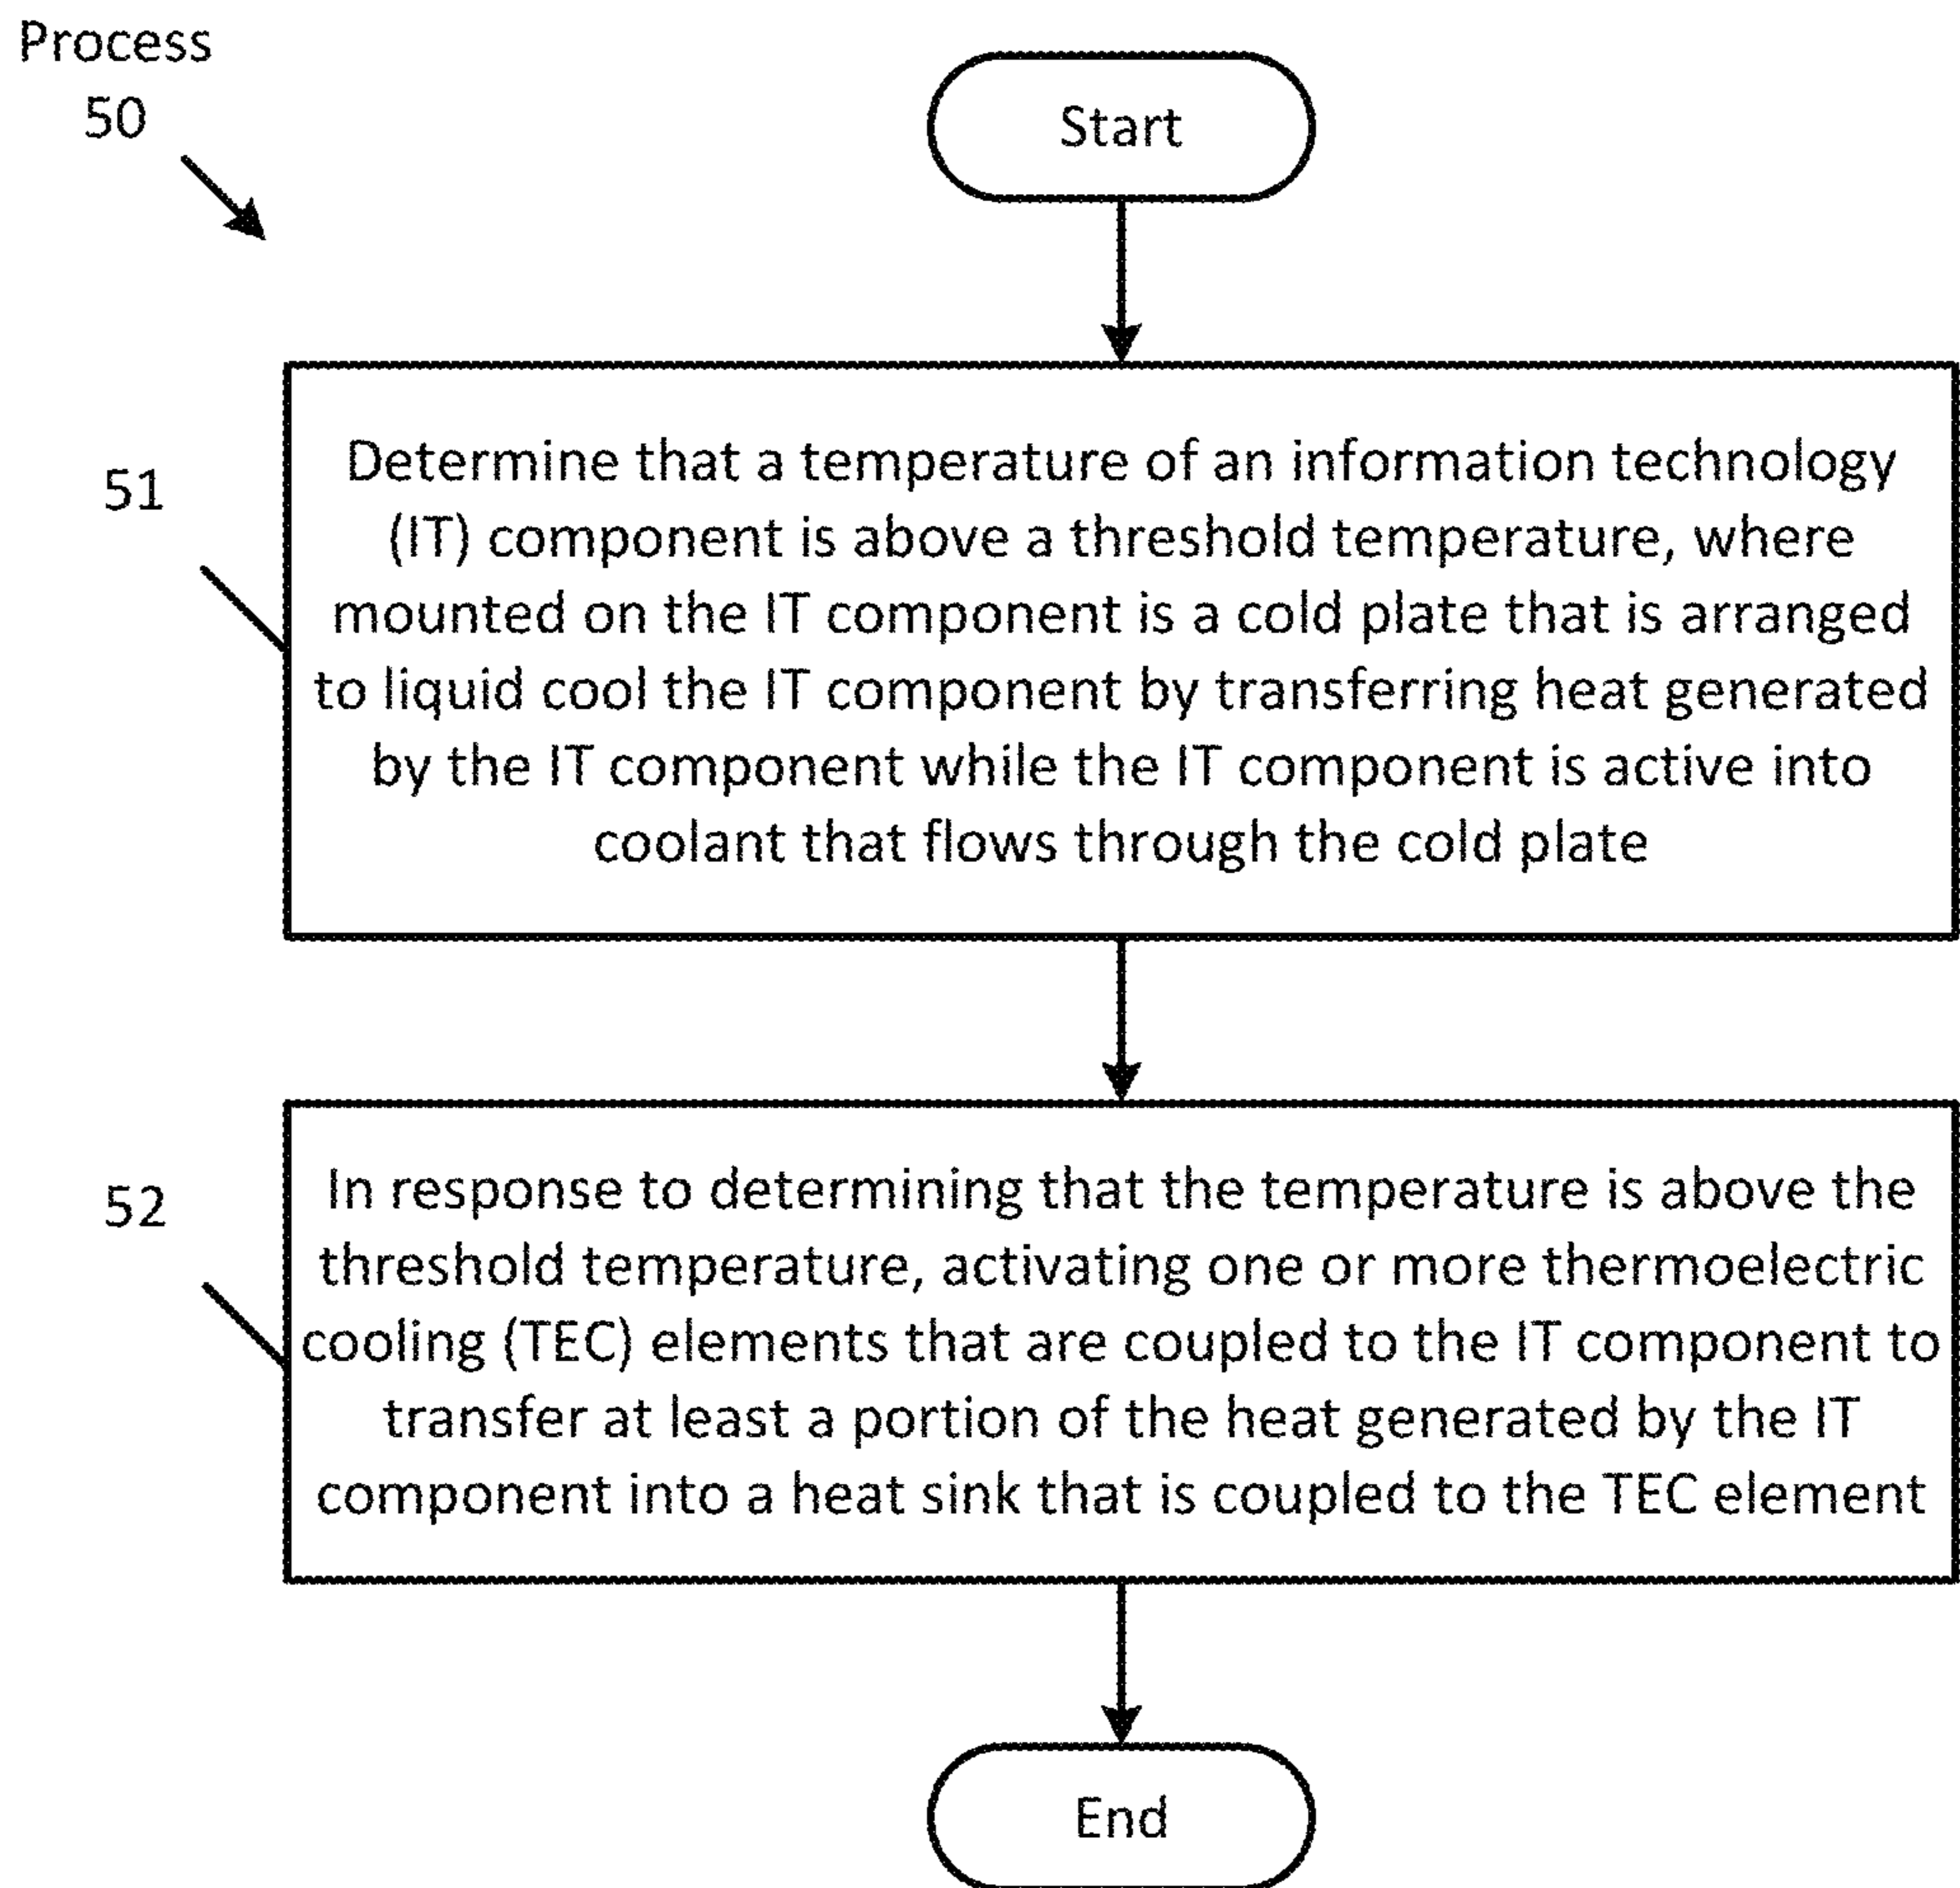 Process
50
Start
51
Determine that a temperature of an information technology
(IT) component is above a threshold temperature, where
mounted on the IT component is a cold plate that is arranged
to liquid cool the IT component by transferring heat generated
by the IT component while the IT component is active into
coolant that flows through the cold plate
52
In response to determining that the temperature is above the
threshold temperature, activating one or more thermoelectric
cooling (TEC) elements that are coupled to the IT component to
transfer at least a portion of the heat generated by the IT
component into a heat sink that is coupled to the TEC element
End